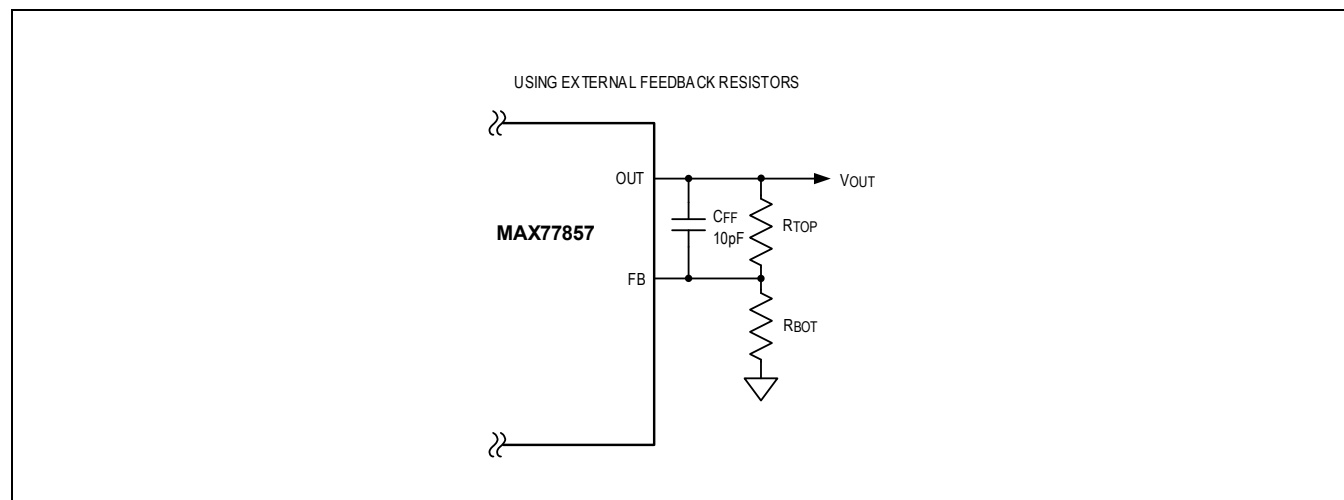 USING EXTERNAL FEEDBACK RESISTORS
OUT
VOUT
CFF
10pF
RTOP
MAX77857
FB
RBOT